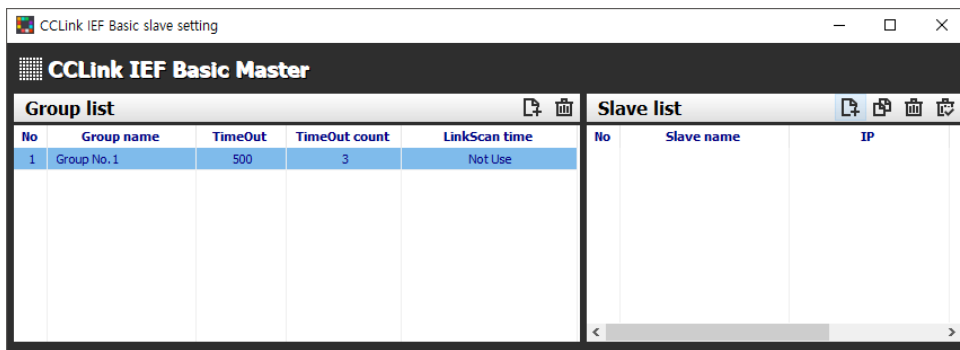 CCLink IEF Basic slave setting
CCLink IEF Basic Master
Group list
No Group name TimeOut TimeOut count LinkScan time
1 Group No.1 500 3 Not Use
Slave list
No Slave name IP